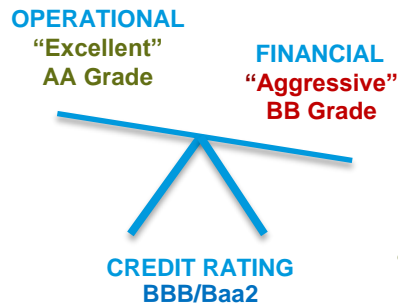 OPERATIONAL
“Excellent”
AA Grade
FINANCIAL
“Aggressive”
BB Grade
CREDIT RATING
BBB/Baa2